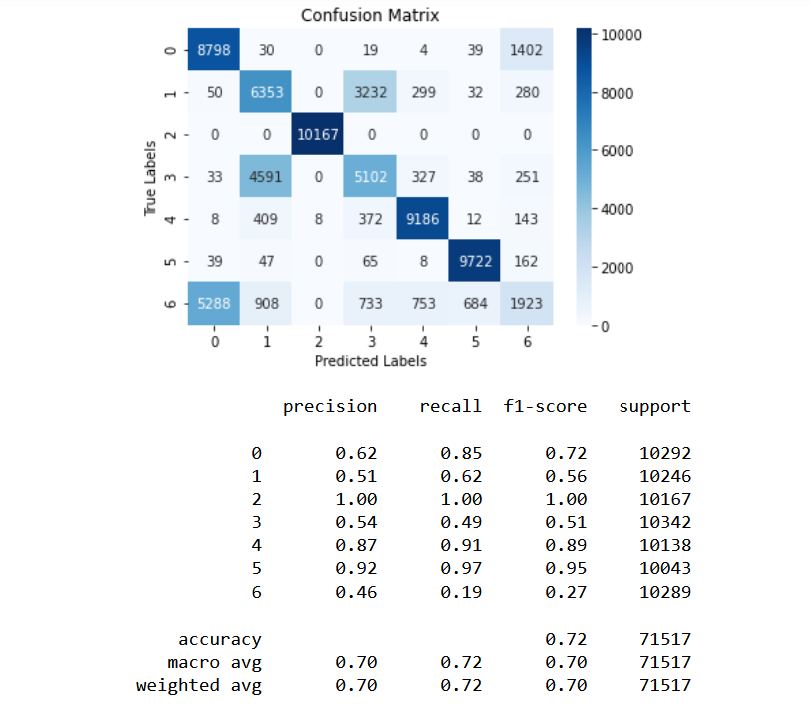 Confusion Matrix
0 8798 30 0 19 4 39 1402
1 50 6353 0 3232 299 32 280
2 0 0 10167 0 0 0 0
3 33 4591 0 5102 327 38 251
4 8 409 8 372 9186 12 143
5 39 47 0 65 8 9722 162
6 5288 908 0 733 753 684 1923
0 1 2 3 4 5 6
Predicted Labels
True Labels
10000
8000
6000
4000
2000
0
precision recall f1-score support
0 0.62 0.85 0.72 10292
1 0.51 0.62 0.56 10246
2 1.00 1.00 1.00 10167
3 0.54 0.49 0.51 10342
4 0.87 0.91 0.89 10138
5 0.92 0.97 0.95 10043
6 0.46 0.19 0.27 10289
accuracy 0.72 71517
macro avg 0.70 0.72 0.70 71517
weighted avg 0.70 0.72 0.70 71517